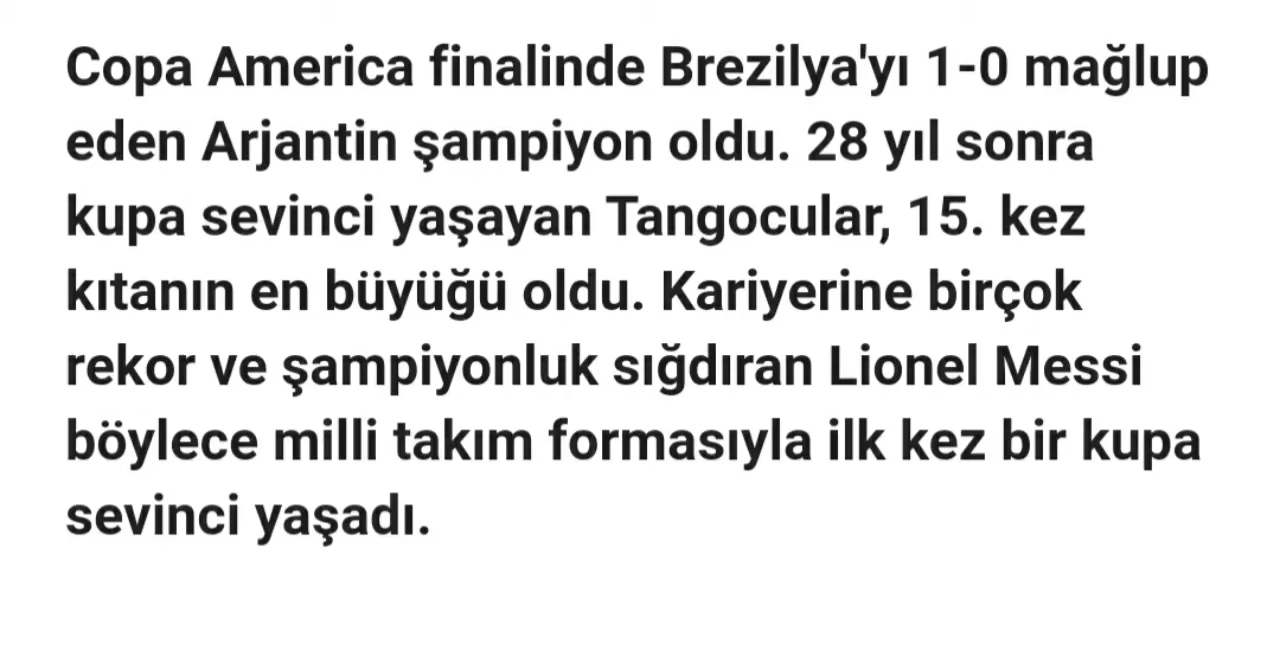 Copa America finalinde Brezilya'yı 1-0 mağlup
eden Arjantin şampiyon oldu. 28 yıl sonra
kupa sevinci yaşayan Tangocular, 15. kez
kıtanın en büyüğü oldu. Kariyerine birçok
rekor ve şampiyonluk sığdıran Lionel Messi
böylece milli takım formasıyla ilk kez bir kupa
sevinci yaşadı.